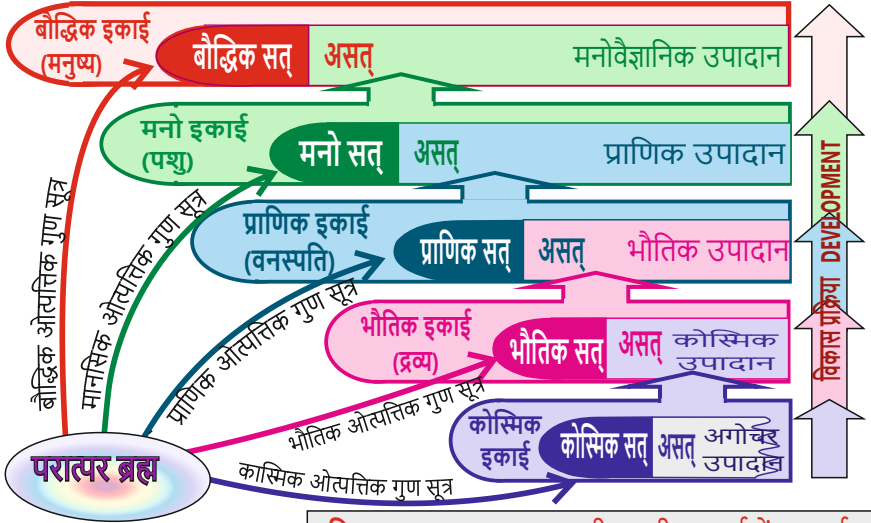 बौद्धिक इकाई
(मनुष्य)
बौद्धिक सत्
असत्
मनोवैज्ञानिक उपादान
मनो इकाई
(पशु)
मनो सत्
असत्
प्राणिक उपादान
प्राणिक इकाई
(वनस्पति)
प्राणिक सत्
असत्
भौतिक उपादान
भौतिक इकाई
(द्रव्य)
भौतिक सत्
असत्
कोस्मिक
उपादान
कोस्मिक
इकाई
कोस्मिक सत्
असत्
अगोचर
उपादान
बौद्धिक ओत्पत्तिक गुण सूत्र
मानसिक ओत्पत्तिक गुण सूत्र
प्राणिक ओत्पत्तिक गुण सूत्र
भौतिक ओत्पत्तिक गुण सूत्र
कास्मिक ओत्पत्तिक गुण सूत्र
परात्पर ब्रह्म
विकास प्रक्रिया DEVELOPMENT